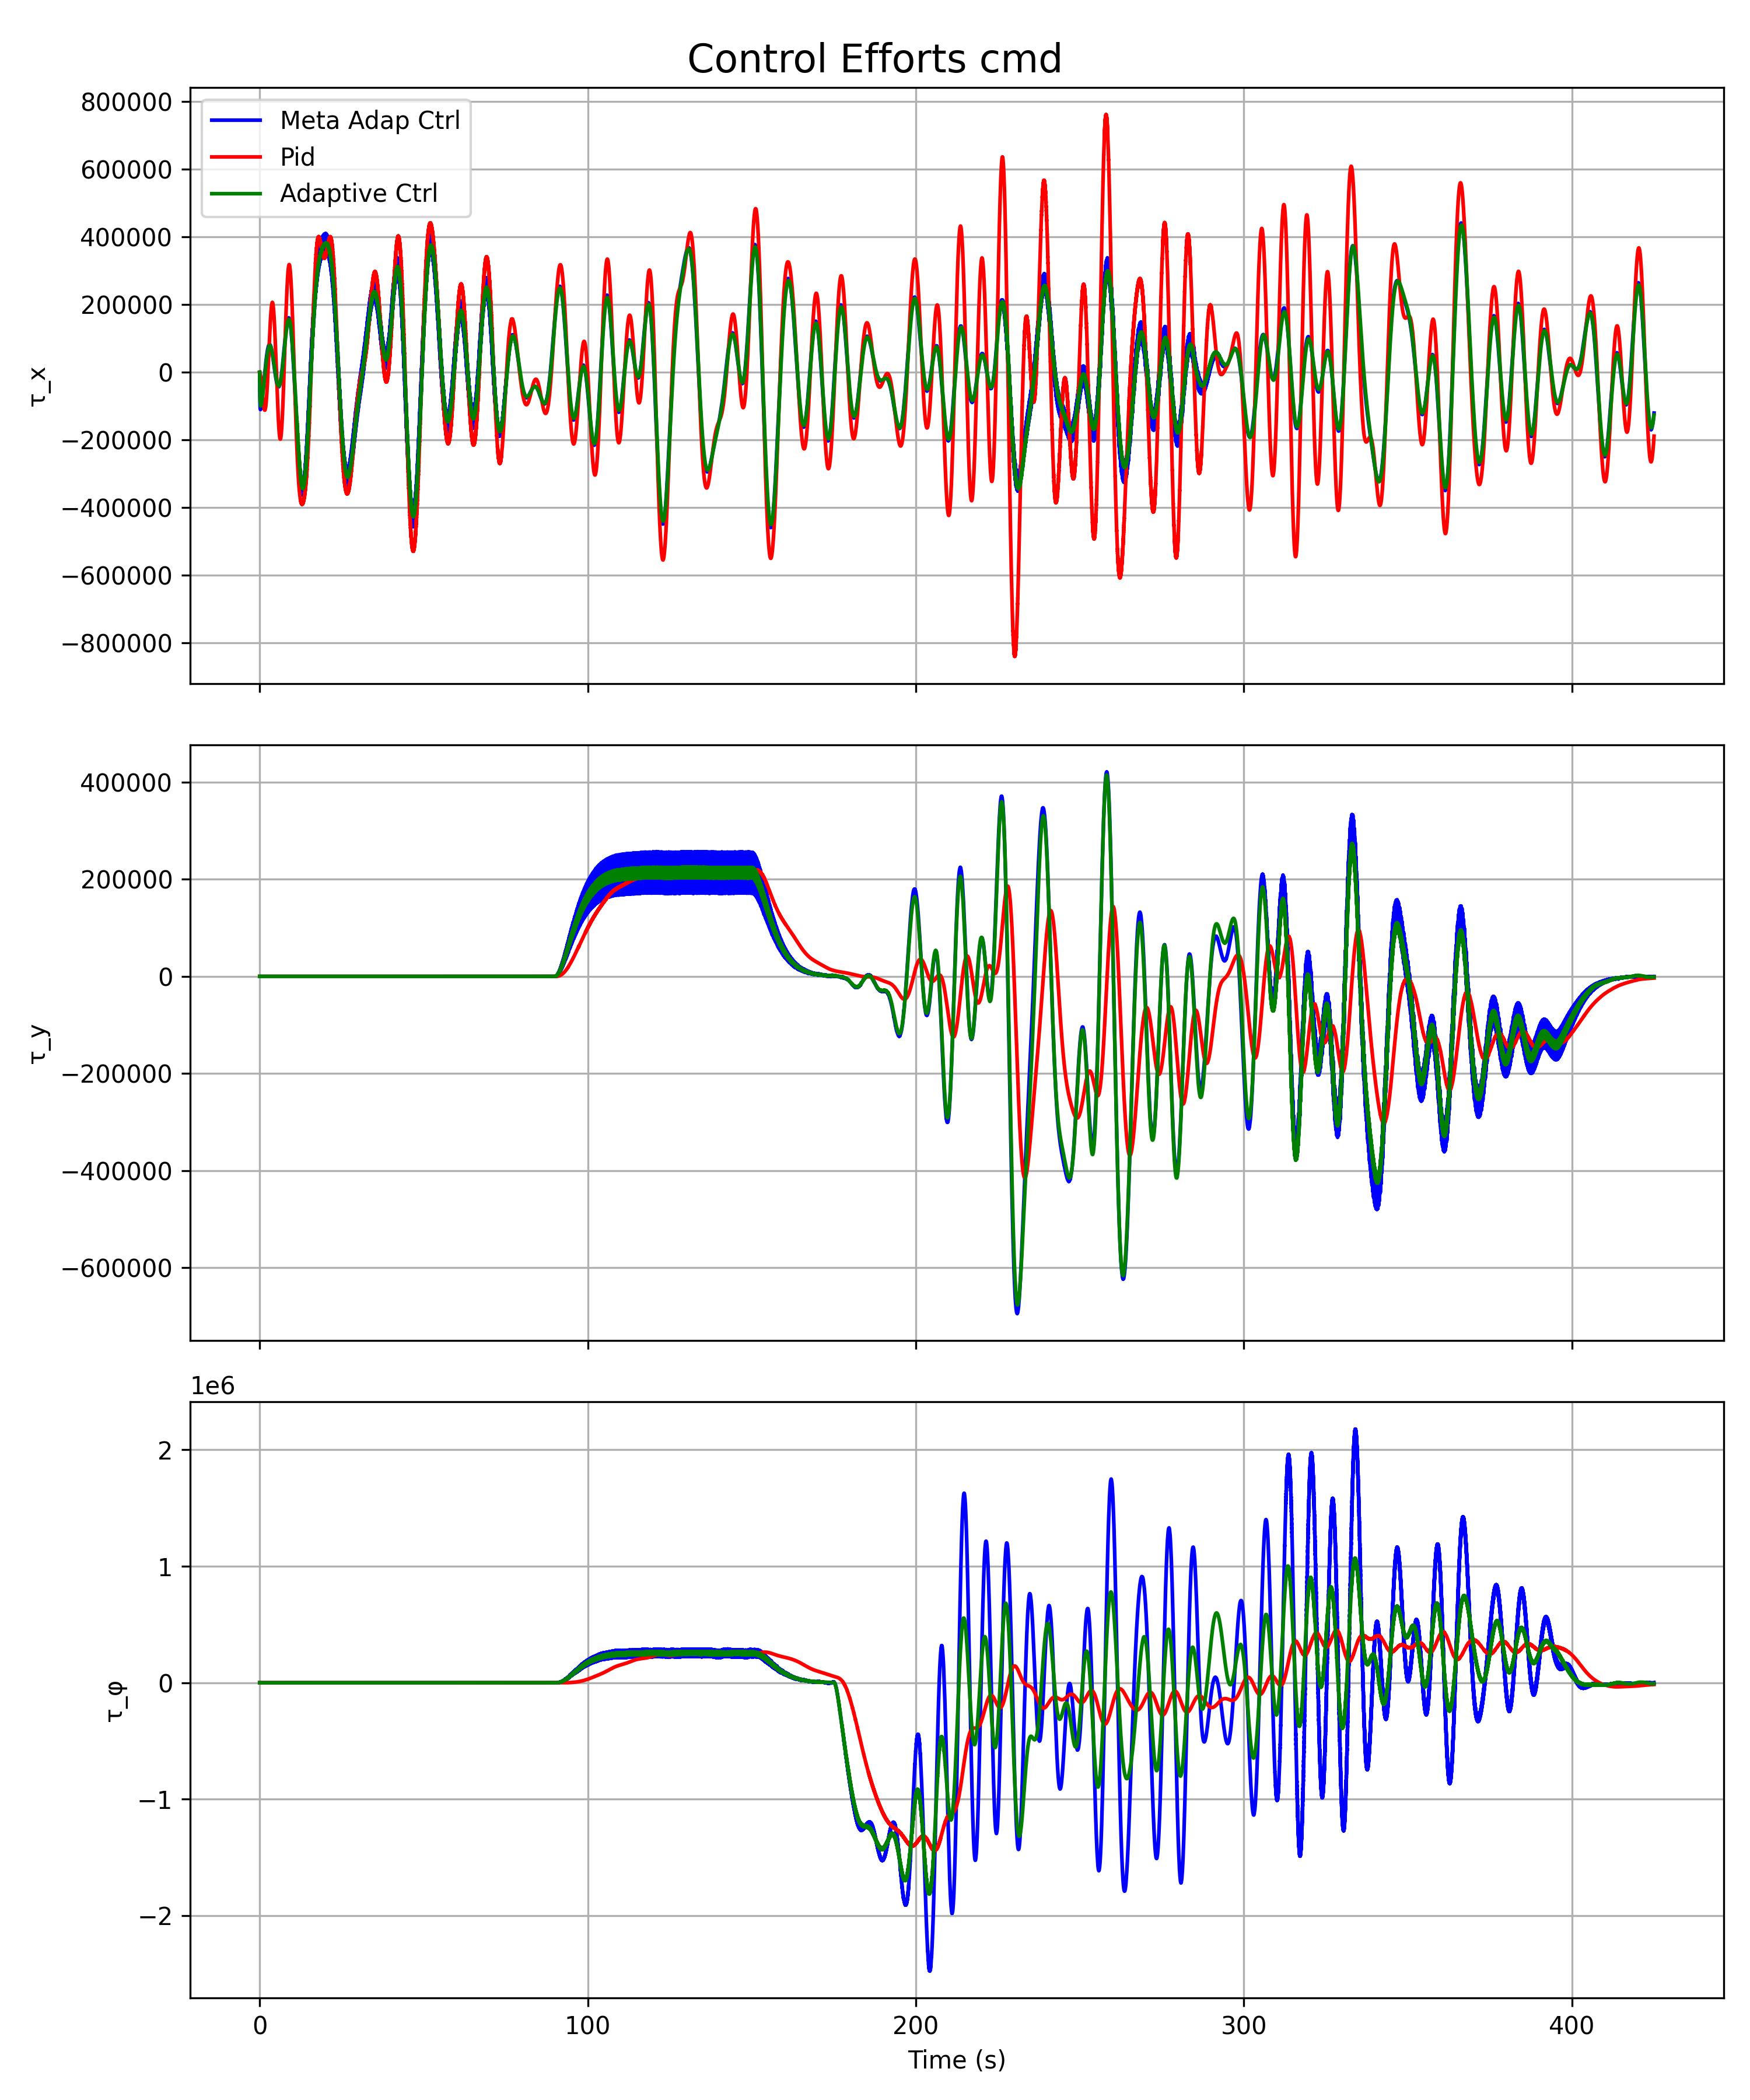 Control Efforts cmd
800000
600000
400000
200000
0
−200000
−400000
−600000
−800000
τ_x
Meta Adap Ctrl
Pid
Adaptive Ctrl
400000
200000
0
−200000
−400000
−600000
τ_y
1e6
2
1
0
−1
−2
τ_φ
0 100 200 300 400
Time (s)